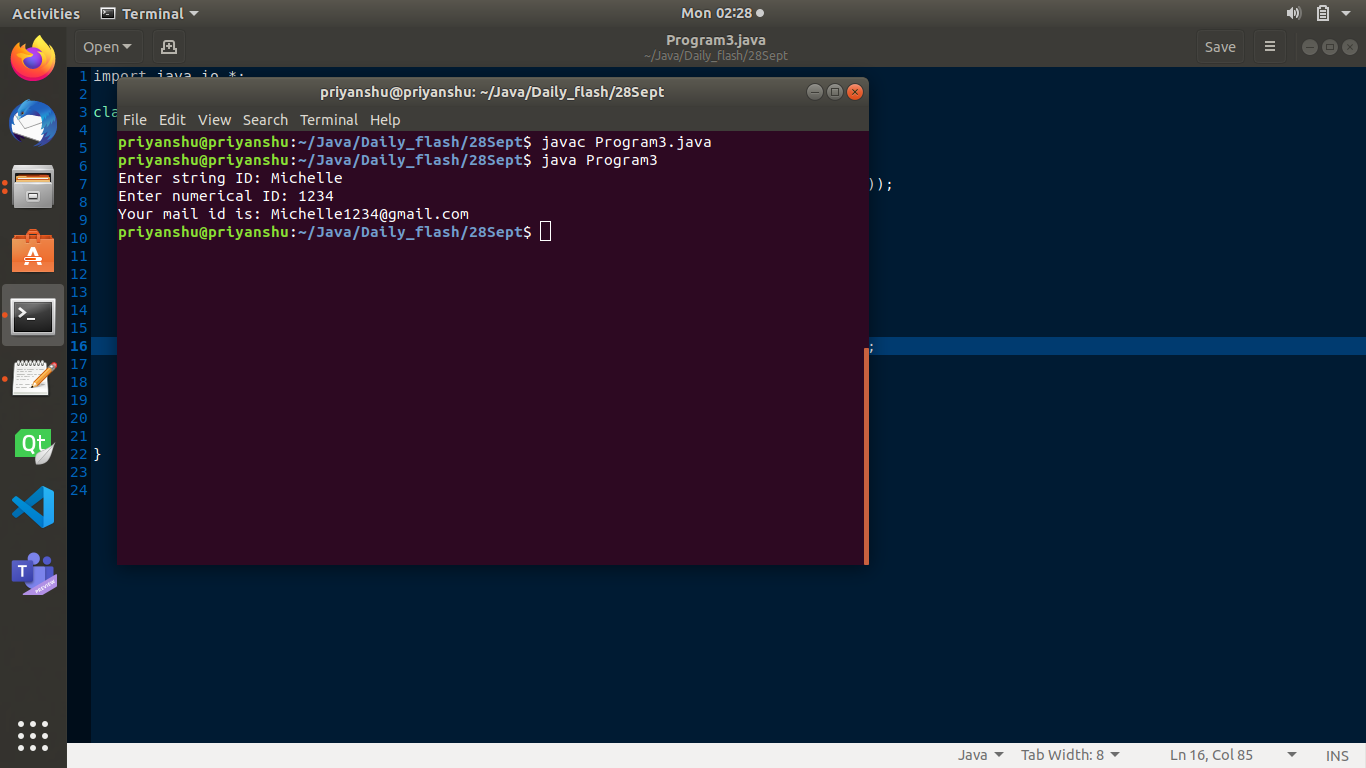 Activities Terminal Mon 02:28
Open Program3.java Save
~/Java/Daily_flash/28Sept
1 import java.io.*;
2
priyanshu@priyanshu: ~/Java/Daily_flash/28Sept
3 cla
File Edit View Search Terminal Help
4
priyanshu@priyanshu:~/Java/Daily_flash/28Sept$ javac Program3.java
5
priyanshu@priyanshu:~/Java/Daily_flash/28Sept$ java Program3
6
Enter string ID: Michelle
7 ));
Enter numerical ID: 1234
8
Your mail id is: Michelle1234@gmail.com
9
priyanshu@priyanshu:~/Java/Daily_flash/28Sept$
10
11
12
13
14
15
16 ;
17
18
19
20
21
22 }
23
24
Qt
T
PREVIEW
Java Tab Width: 8 Ln 16, Col 85 INS